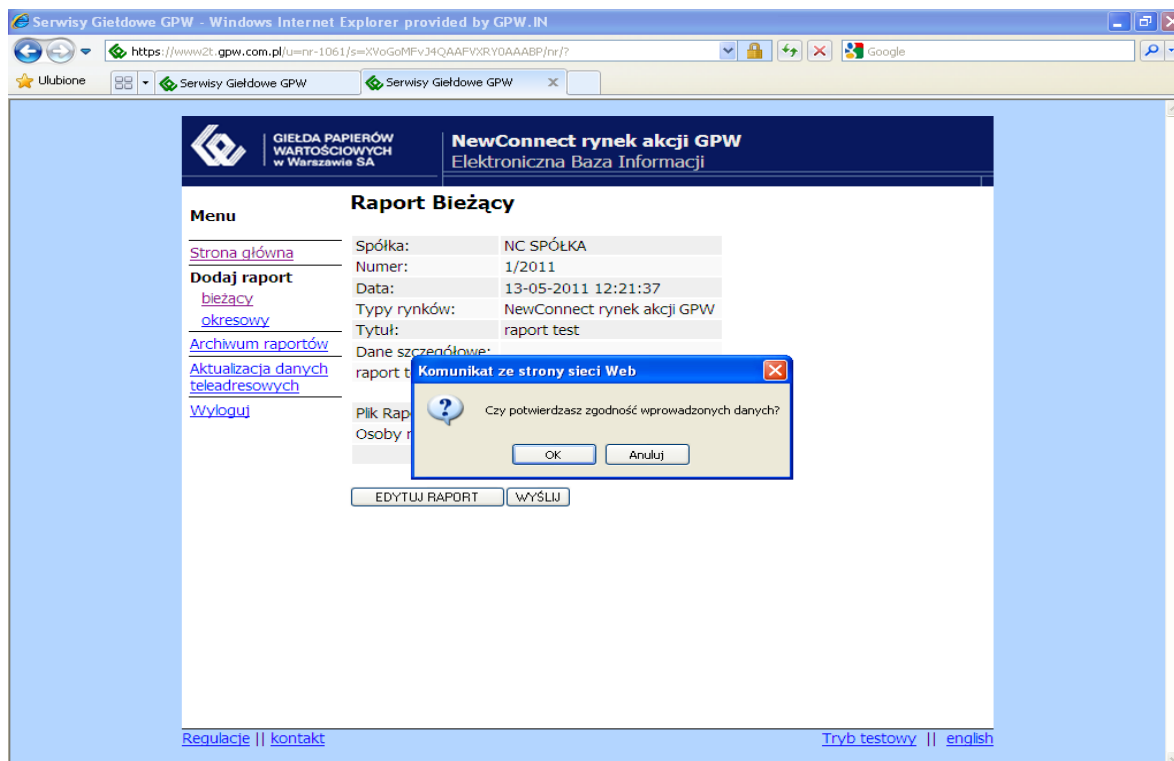 Serwisy Giełdowe GPW - Windows Internet Explorer provided by GPW.IN
https://www2t.gpw.com.pl/u=nr-1061/s=XVoGoMFvJ4QAAFVXRY0AAABP/nr/?
Google
Ulubione
Serwisy Giełdowe GPW
Serwisy Giełdowe GPW
GIEŁDA PAPIERÓW
WARTOŚCIOWYCH
w Warszawie SA
NewConnect rynek akcji GPW
Elektroniczna Baza Informacji
Menu
Strona główna
Dodaj raport
bieżący
okresowy
Archiwum raportów
Aktualizacja danych
teleadresowych
Wyloguj
Raport Bieżący
Spółka: NC SPÓŁKA
Numer: 1/2011
Data: 13-05-2011 12:21:37
Typy rynków: NewConnect rynek akcji GPW
Tytuł: raport test
Dane szczegółowe:
raport t
Plik Rap
Osoby r
Komunikat ze strony sieci Web
Czy potwierdzasz zgodność wprowadzonych danych?
OK Anuluj
EDYTUJ RAPORT WYŚLIJ
Regulacje || kontakt
Tryb testowy || english